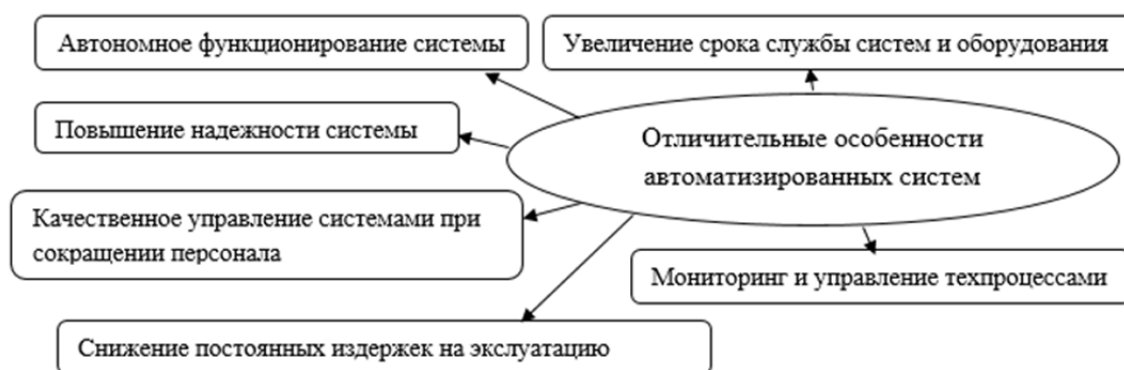 Автономное функционирование системы
Увеличение срока службы систем и оборудования
Повышение надежности системы
Отличительные особенности
автоматизированных систем
Качественное управление системами при
сокращении персонала
Мониторинг и управление техпроцессами
Снижение постоянных издержек на экслуатацию